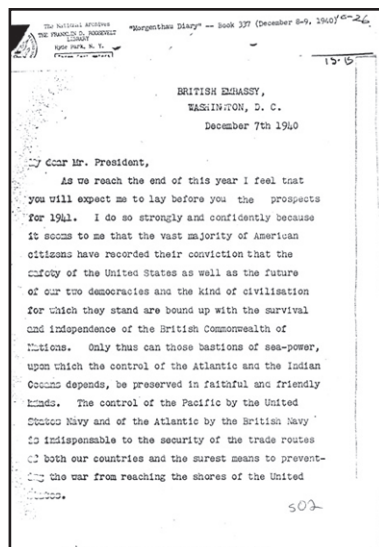 The National Archives
THE FRANKLIN D. ROOSEVELT
LIBRARY
Hyde Park, N. Y.
"Morgenthau Diary" -- Book 337 (December 8-9, 1940)
15-15
BRITISH EMBASSY,
WASHINGTON, D. C.
December 7th 1940
My dear Mr. President,
As we reach the end of this year I feel that
you will expect me to lay before you the prospects
for 1941. I do so strongly and confidently because
it seems to me that the vast majority of American
citizens have recorded their conviction that the
safety of the United States as well as the future
of our two democracies and the kind of civilisation
for which they stand are bound up with the survival
and independence of the British Commonwealth of
Nations. Only thus can those bastions of sea-power,
upon which the control of the Atlantic and the Indian
Oceans depends, be preserved in faithful and friendly
hands. The control of the Pacific by the United
States Navy and of the Atlantic by the British Navy
is indispensable to the security of the trade routes
of both our countries and the surest means to prevent-
ing the war from reaching the shores of the United
States.
502